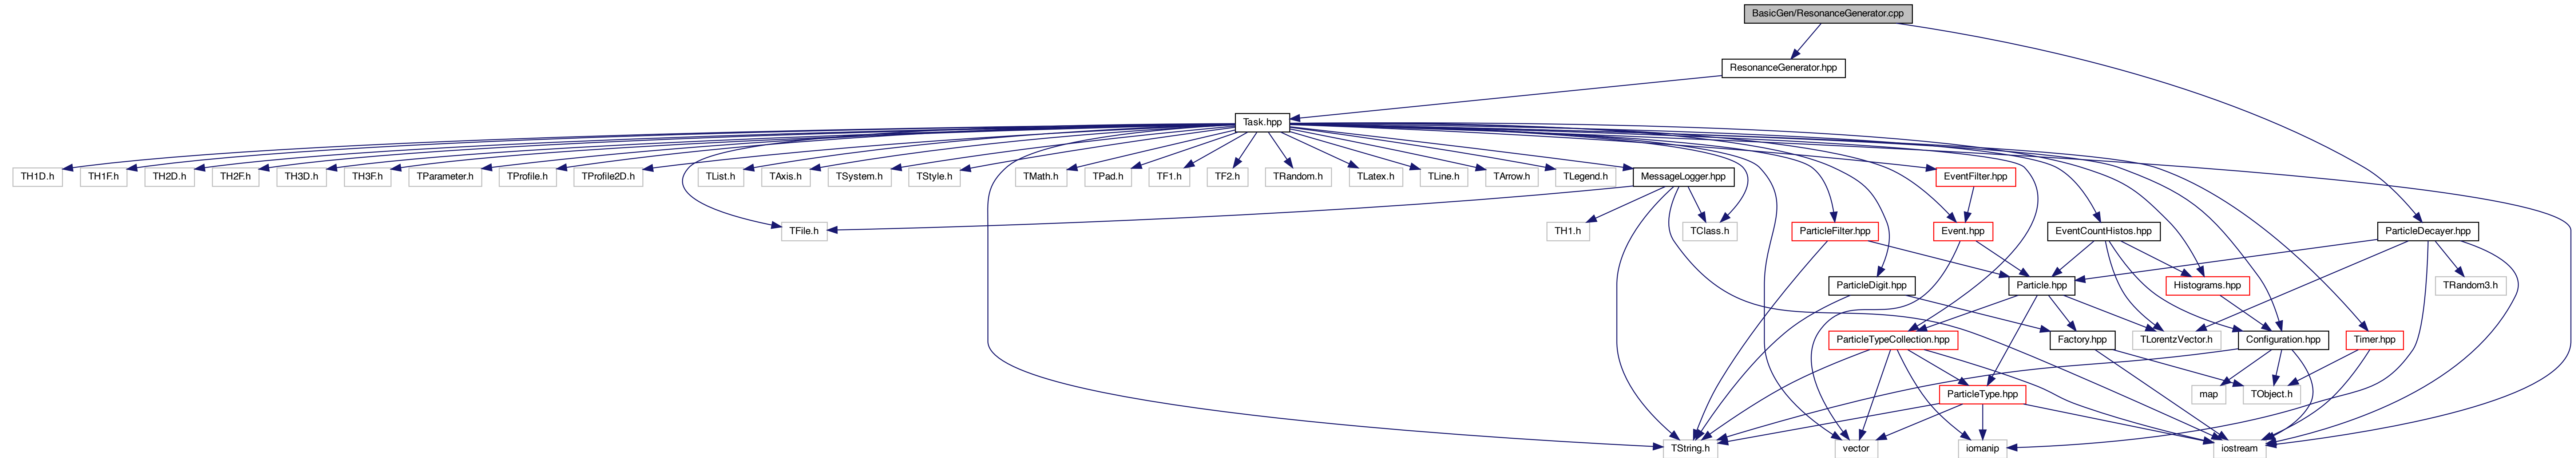 BasicGen/ResonanceGenerator.cpp
ResonanceGenerator.hpp
Task.hpp
TH1D.h
TH1F.h
TH2D.h
TH2F.h
TH3D.h
TH3F.h
TParameter.h
TProfile.h
TProfile2D.h
TList.h
TAxis.h
TSystem.h
TStyle.h
TMath.h
TPad.h
TF1.h
TF2.h
TRandom.h
TLatex.h
TLine.h
TArrow.h
TLegend.h
MessageLogger.hpp
EventFilter.hpp
TFile.h
TH1.h
TClass.h
ParticleFilter.hpp
Event.hpp
EventCountHistos.hpp
ParticleDecayer.hpp
ParticleDigit.hpp
Particle.hpp
Histograms.hpp
TRandom3.h
ParticleTypeCollection.hpp
Factory.hpp
TLorentzVector.h
Configuration.hpp
Timer.hpp
ParticleType.hpp
map
TObject.h
TString.h
vector
iomanip
iostream